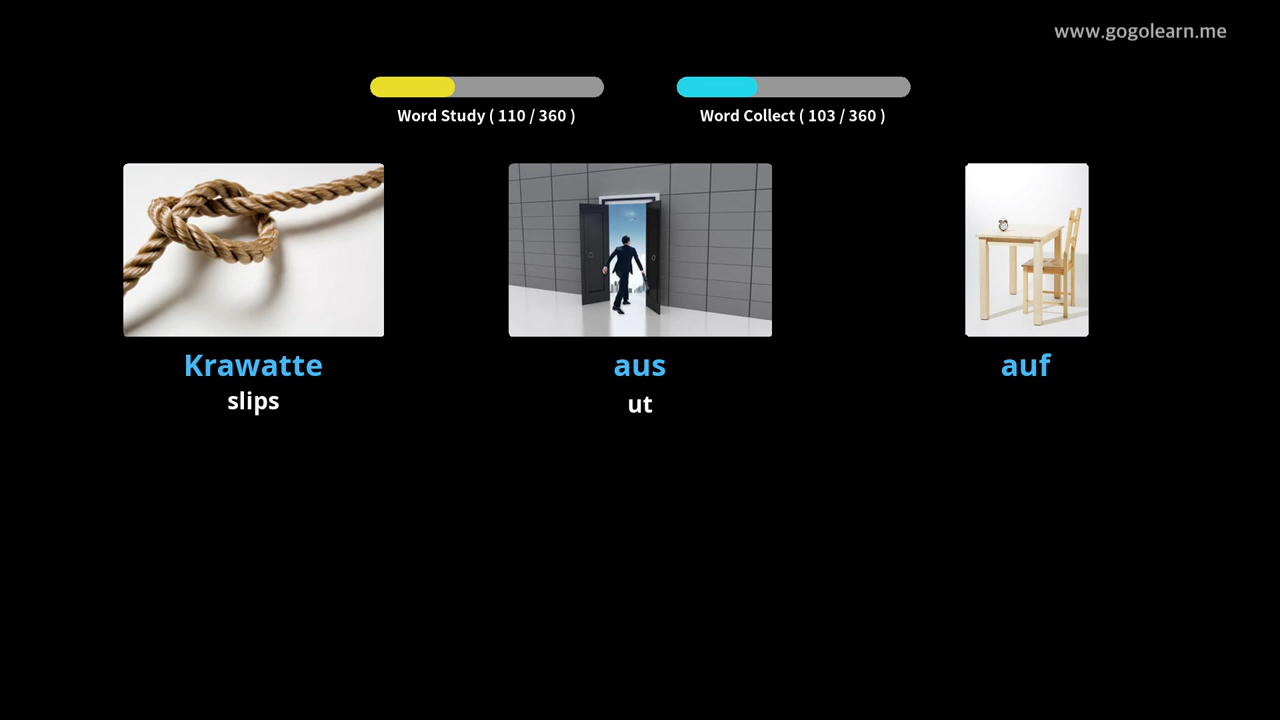 www.gogolearn.me
Word Study ( 110 / 360 )
Word Collect ( 103 / 360 )
Krawatte
aus
auf
slips
ut